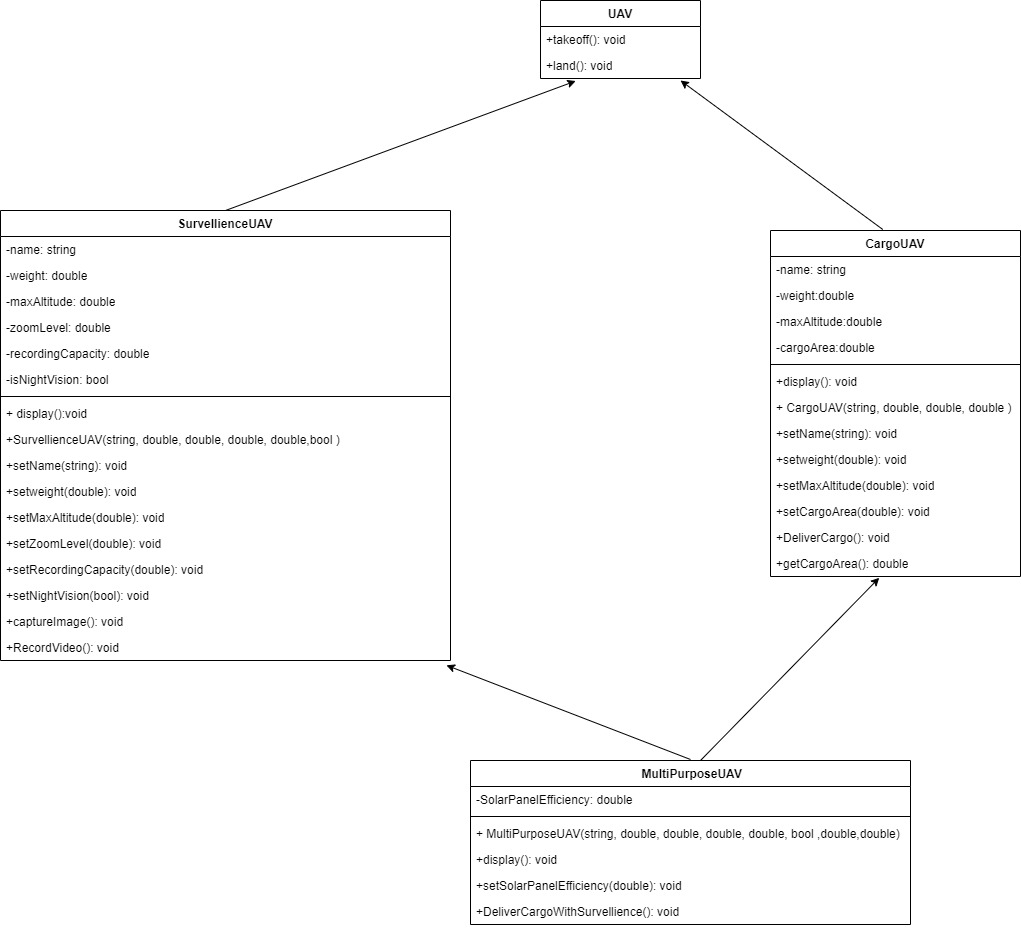 UAV
+takeoff(): void
+land(): void
SurvellienceUAV
-name: string
-weight: double
-maxAltitude: double
-zoomLevel: double
-recordingCapacity: double
-isNightVision: bool
+ display():void
+SurvellienceUAV(string, double, double, double, double,bool )
+setName(string): void
+setweight(double): void
+setMaxAltitude(double): void
+setZoomLevel(double): void
+setRecordingCapacity(double): void
+setNightVision(bool): void
+captureImage(): void
+RecordVideo(): void
CargoUAV
-name: string
-weight:double
-maxAltitude:double
-cargoArea:double
+display(): void
+ CargoUAV(string, double, double, double )
+setName(string): void
+setweight(double): void
+setMaxAltitude(double): void
+setCargoArea(double): void
+DeliverCargo(): void
+getCargoArea(): double
MultiPurposeUAV
-SolarPanelEfficiency: double
+ MultiPurposeUAV(string, double, double, double, double, bool ,double,double)
+display(): void
+setSolarPanelEfficiency(double): void
+DeliverCargoWithSurvellience(): void